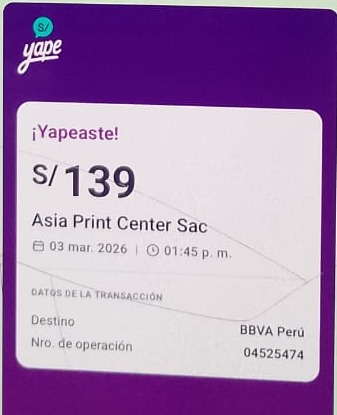 S/
yape
¡Yapeaste!
S/139
Asia Print Center Sac
03 mar. 2026 | 01:45 p. m.
DATOS DE LA TRANSACCIÓN
Destino BBVA Perú
Nro. de operación 04525474